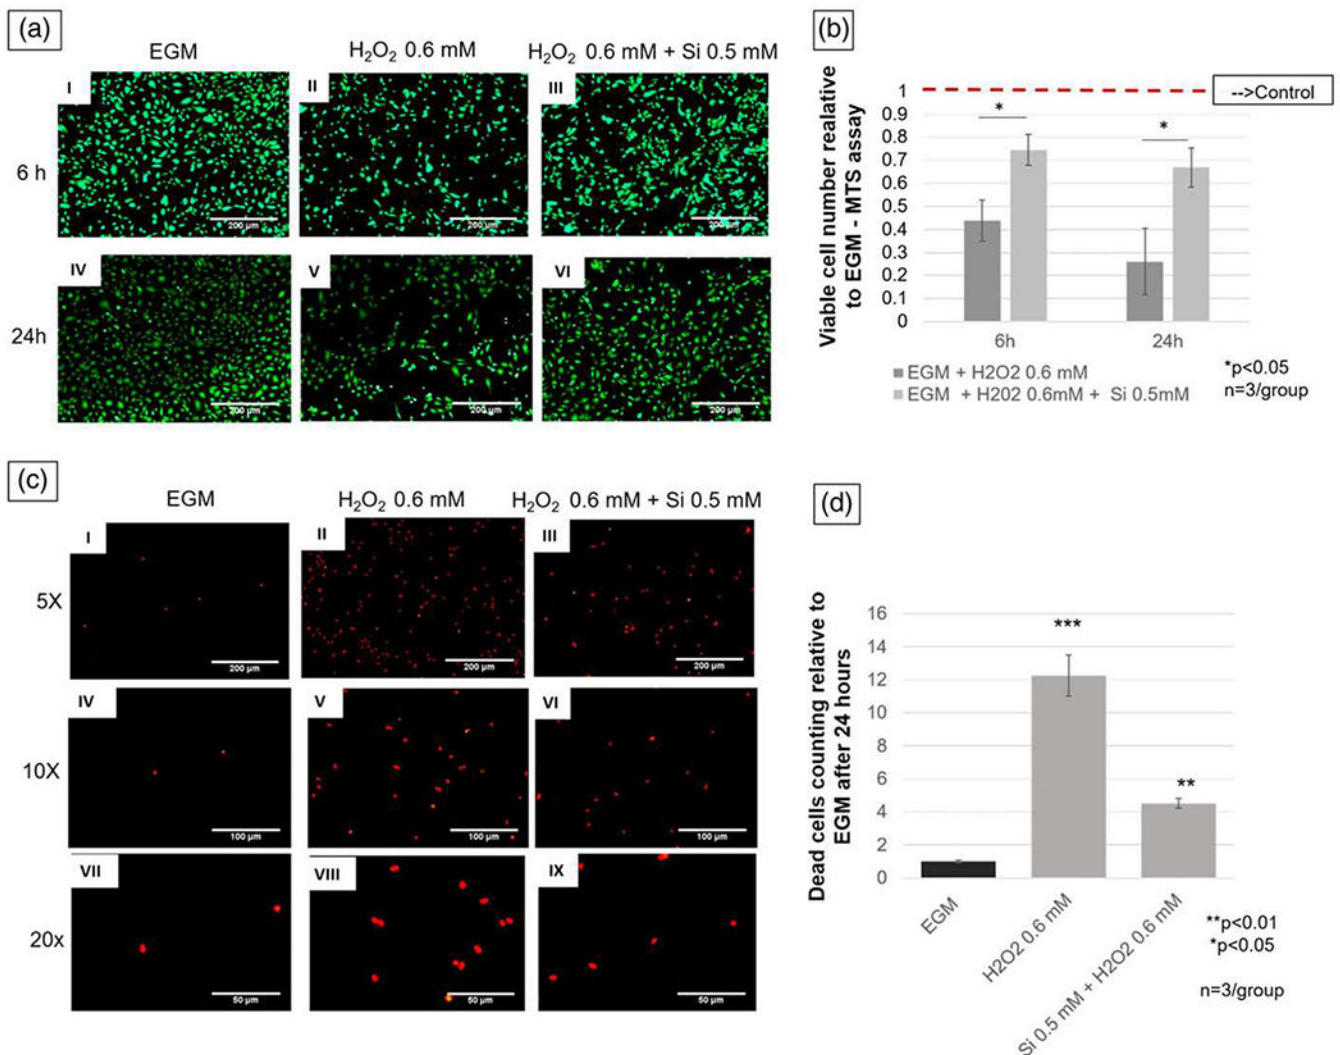 (a)
EGM
H₂O₂ 0.6 mM
H₂O₂ 0.6 mM + Si 0.5 mM
6 h
I
200 µm
II
200 µm
III
200 µm
24h
IV
200 µm
V
200 µm
VI
200 µm
(b)
Viable cell number realative
to EGM - MTS assay
1
0.9
0.8
0.7
0.6
0.5
0.4
0.3
0.2
0.1
0
-->Control
*
*
6h
24h
EGM + H2O2 0.6 mM
EGM + H202 0.6mM + Si 0.5mM
*p<0.05
n=3/group
(c)
EGM
H₂O₂ 0.6 mM
H₂O₂ 0.6 mM + Si 0.5 mM
5X
I
200 µm
II
200 µm
III
200 µm
10X
IV
100 µm
V
100 µm
VI
100 µm
20x
VII
50 µm
VIII
50 µm
IX
50 µm
(d)
Dead cells counting relative to
EGM after 24 hours
16
14
12
10
8
6
4
2
0
***
**
EGM
H2O2 0.6 mM
Si 0.5 mM + H2O2 0.6 mM
**p<0.01
*p<0.05
n=3/group